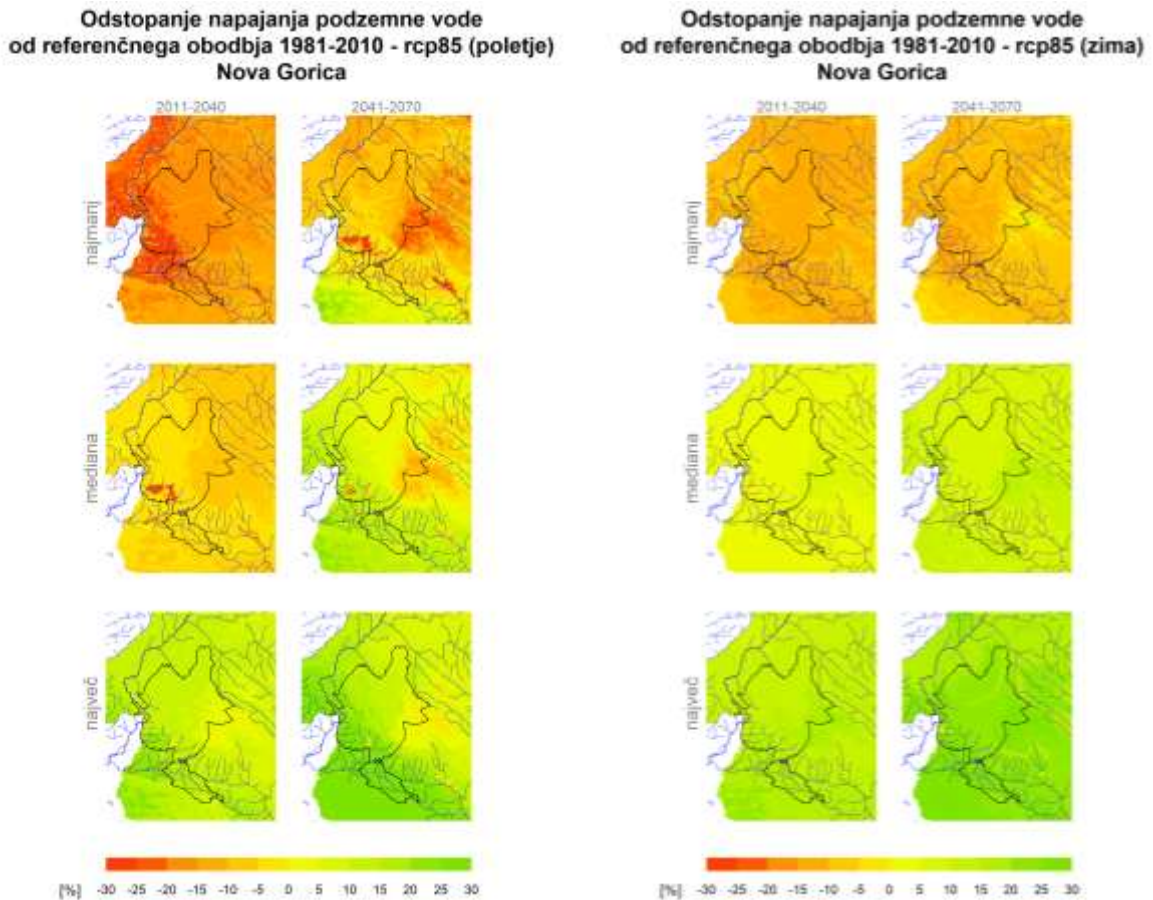 Odstopanje napajanja podzemne vode
od referenčnega obodbja 1981-2010 - rcp85 (poletje)
Nova Gorica
2011-2040 2041-2070
najmanj
mediana
največ
[%] -30 -25 -20 -15 -10 -5 0 5 10 15 20 25 30
Odstopanje napajanja podzemne vode
od referenčnega obodbja 1981-2010 - rcp85 (zima)
Nova Gorica
2011-2040 2041-2070
najmanj
mediana
največ
[%] -30 -25 -20 -15 -10 -5 0 5 10 15 20 25 30